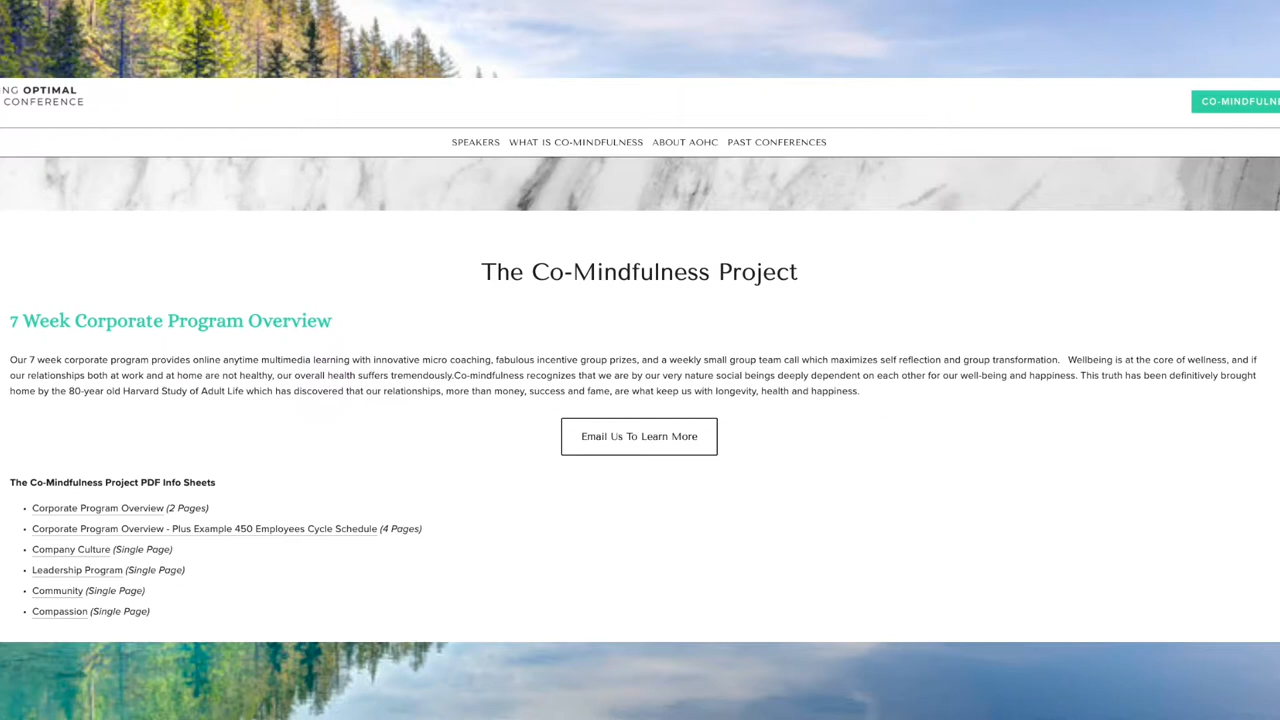 NG OPTIMAL
CONFERENCE
CO-MINDFULNE
SPEAKERS WHAT IS CO-MINDFULNESS ABOUT AOHC PAST CONFERENCES
The Co-Mindfulness Project
7 Week Corporate Program Overview
Our 7 week corporate program provides online anytime multimedia learning with innovative micro coaching, fabulous incentive group prizes, and a weekly small group team call which maximizes self reflection and group transformation. Wellbeing is at the core of wellness, and if
our relationships both at work and at home are not healthy, our overall health suffers tremendously.Co-mindfulness recognizes that we are by our very nature social beings deeply dependent on each other for our well-being and happiness. This truth has been definitively brought
home by the 80-year old Harvard Study of Adult Life which has discovered that our relationships, more than money, success and fame, are what keep us with longevity, health and happiness.
Email Us To Learn More
The Co-Mindfulness Project PDF Info Sheets
• Corporate Program Overview (2 Pages)
• Corporate Program Overview - Plus Example 450 Employees Cycle Schedule (4 Pages)
• Company Culture (Single Page)
• Leadership Program (Single Page)
• Community (Single Page)
• Compassion (Single Page)